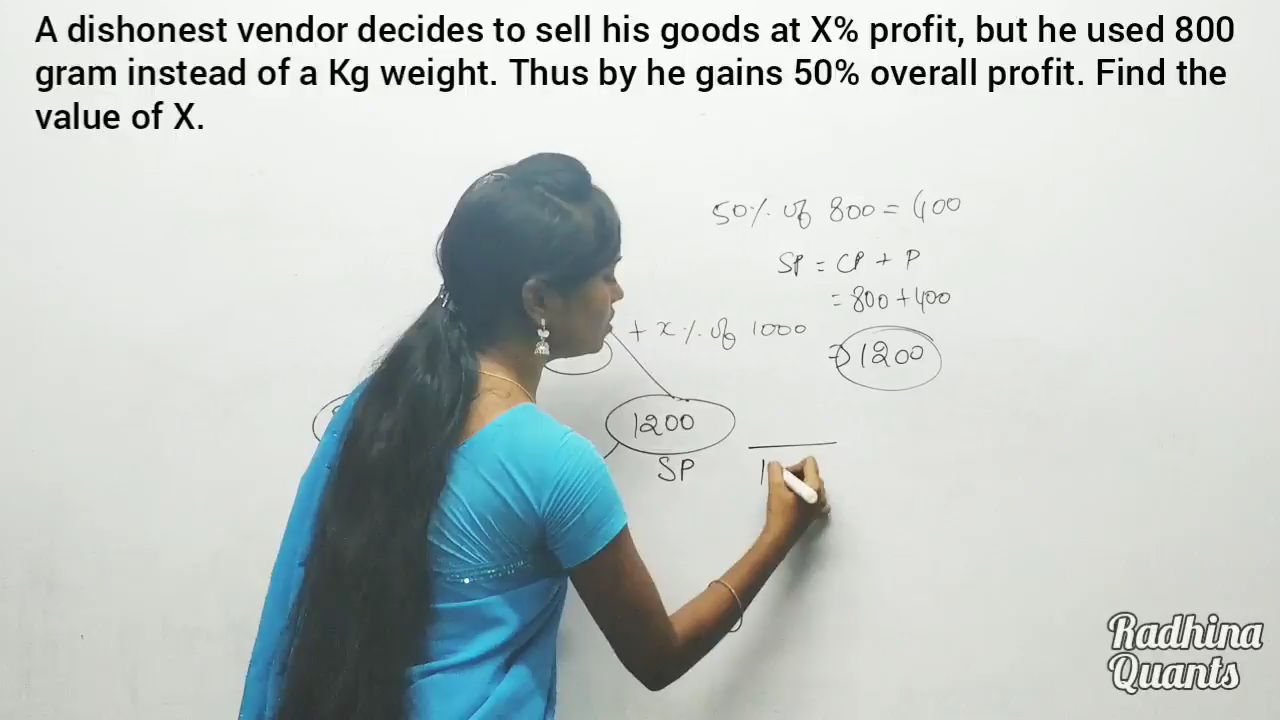 A dishonest vendor decides to sell his goods at X% profit, but he used 800
gram instead of a Kg weight. Thus by he gains 50% overall profit. Find the
value of X.
50% of 800 = 400
SP = CP + P
= 800 + 400
⇒ 1200
+ x% of 1000
1200
SP
Radhina
Quants